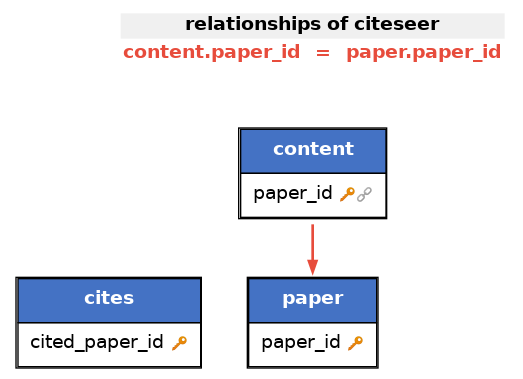 relationships of citeseer
content.paper_id = paper.paper_id
content
paper_id
cites
cited_paper_id
paper
paper_id